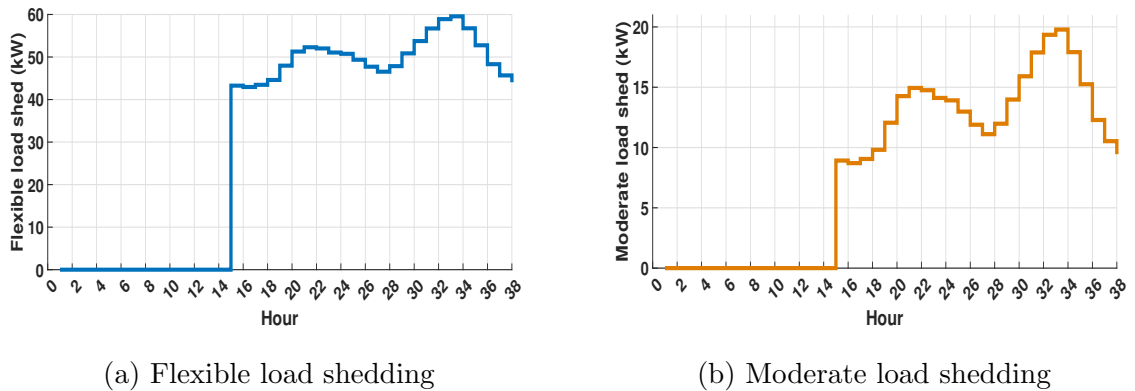 Flexible load shed (kW)
60
50
40
30
20
10
0
0 2 4 6 8 10 12 14 16 18 20 22 24 26 28 30 32 34 36 38
Hour
(a) Flexible load shedding
Moderate load shed (kW)
20
15
10
5
0
0 2 4 6 8 10 12 14 16 18 20 22 24 26 28 30 32 34 36 38
Hour
(b) Moderate load shedding